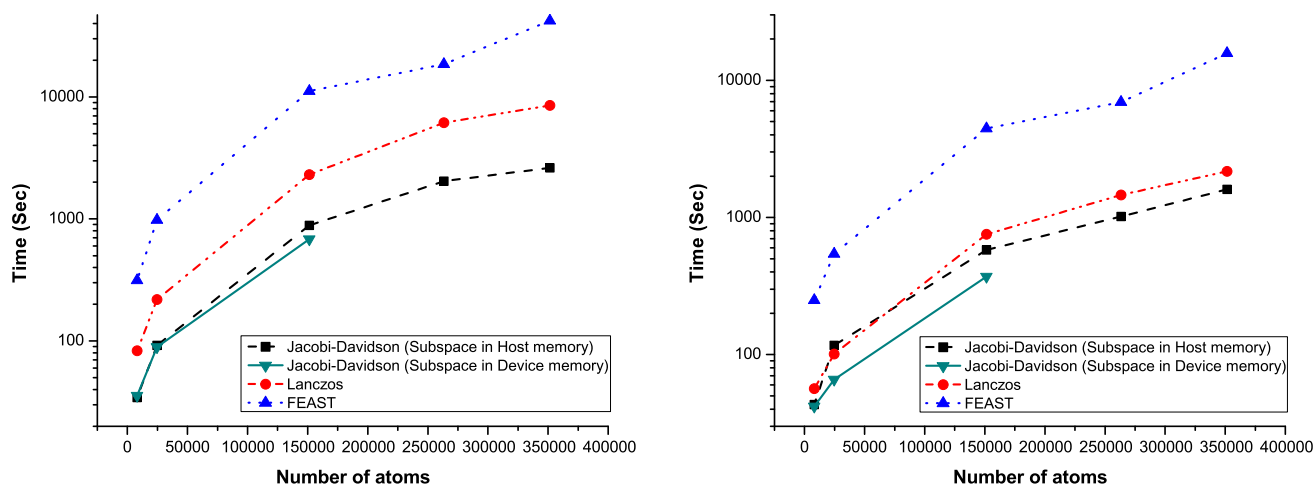 10000
1000
100
Time (Sec)
Jacobi-Davidson (Subspace in Host memory)
Jacobi-Davidson (Subspace in Device memory)
Lanczos
FEAST
0 50000 100000 150000 200000 250000 300000 350000 400000
Number of atoms
10000
1000
100
Time (Sec)
Jacobi-Davidson (Subspace in Host memory)
Jacobi-Davidson (Subspace in Device memory)
Lanczos
FEAST
0 50000 100000 150000 200000 250000 300000 350000 400000
Number of atoms